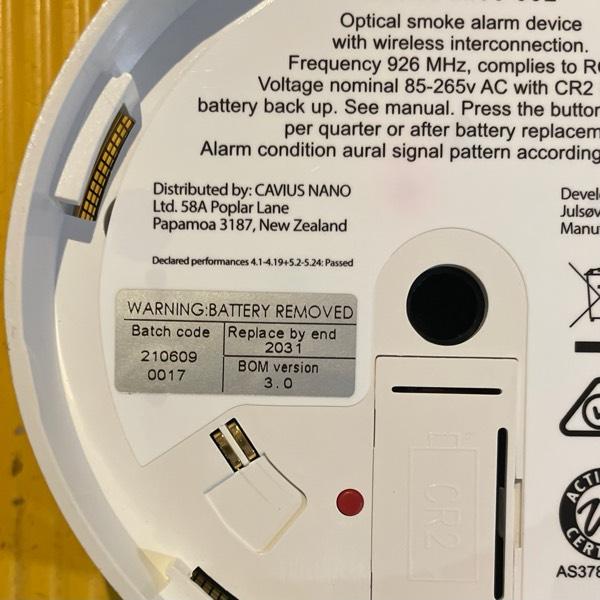 Optical smoke alarm device
with wireless interconnection.
Frequency 926 MHz, complies to
Voltage nominal 85-265v AC with CR2
battery back up. See manual. Press the button
per quarter or after battery
Alarm condition aural signal pattern according
Distributed by: CAVIUS NANO
Ltd. 58A Poplar Lane
Papamoa 3187, New Zealand
Declared performances 4.1-4.19+5.2-5.24: Passed
WARNING:BATTERY REMOVED
Batch code
210609
0017
Replace by end
2031
BOM version
3.0
CR2